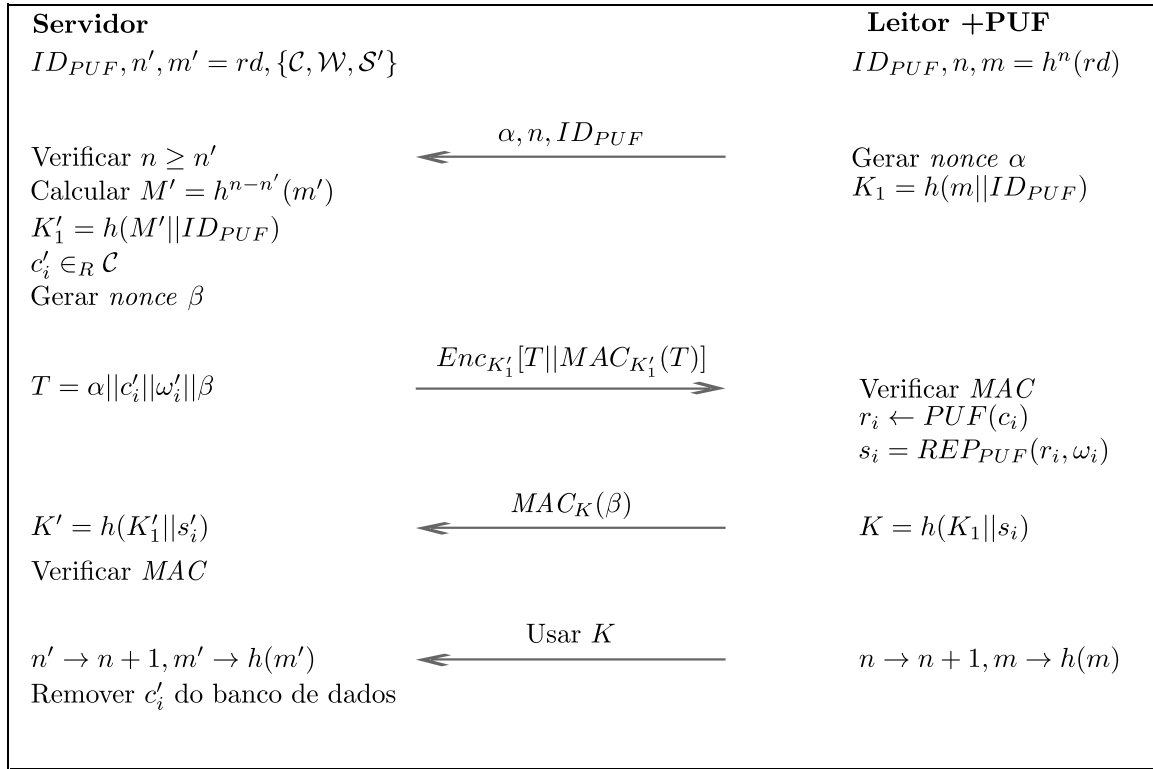 Servidor
Leitor +PUF
ID_{PUF}, n', m' = rd, {C, W, S'}
ID_{PUF}, n, m = h^n(rd)
α, n, ID_{PUF}
Verificar n ≥ n'
Gerar nonce α
Calcular M' = h^{n−n'}(m')
K_1 = h(m||ID_{PUF})
K'_1 = h(M'||ID_{PUF})
c'_i ∈_R C
Gerar nonce β
Enc_{K'_1}[T||MAC_{K'_1}(T)]
T = α||c'_i||ω'_i||β
Verificar MAC
r_i ← PUF(c_i)
s_i = REP_{PUF}(r_i, ω_i)
MAC_K(β)
K' = h(K'_1||s'_i)
K = h(K_1||s_i)
Verificar MAC
Usar K
n' → n + 1, m' → h(m')
n → n + 1, m → h(m)
Remover c'_i do banco de dados